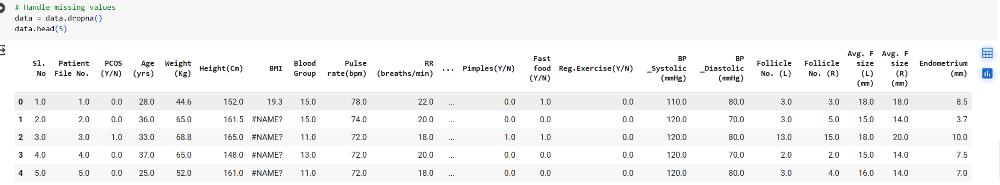 # Handle missing values
data = data.dropna()
data.head(5)
Avg. F Avg. F
Fast
Sl. Patient PCOS Age Weight Blood Pulse RR BP BP Follicle Follicle size size Endometrium
Height(Cm) BMI ... Pimples(Y/N) food Reg.Exercise(Y/N) _Systolic _Diastolic
No File No. (Y/N) (yrs) (Kg) Group rate(bpm) (breaths/min) No. (L) No. (R) (L) (R) (mm)
(Y/N) (mmHg) (mmHg) (mm) (mm)
0 1.0 1.0 0.0 28.0 44.6 152.0 19.3 15.0 78.0 22.0 ... 0.0 1.0 0.0 110.0 80.0 3.0 3.0 18.0 18.0 8.5
1 2.0 2.0 0.0 36.0 65.0 161.5 #NAME? 15.0 74.0 20.0 ... 0.0 0.0 0.0 120.0 70.0 3.0 5.0 15.0 14.0 3.7
2 3.0 3.0 1.0 33.0 68.8 165.0 #NAME? 11.0 72.0 18.0 ... 1.0 1.0 0.0 120.0 80.0 13.0 15.0 18.0 20.0 10.0
3 4.0 4.0 0.0 37.0 65.0 148.0 #NAME? 13.0 72.0 20.0 ... 0.0 0.0 0.0 120.0 70.0 2.0 2.0 15.0 14.0 7.5
4 5.0 5.0 0.0 25.0 52.0 161.0 #NAME? 11.0 72.0 18.0 ... 0.0 0.0 0.0 120.0 80.0 3.0 4.0 16.0 14.0 7.0